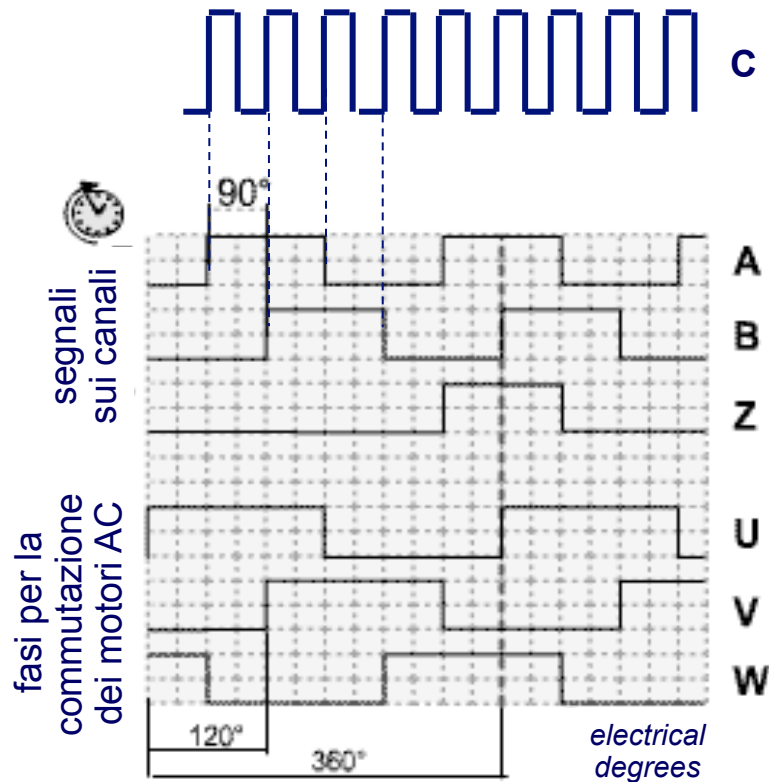 C
90°
segnali
sui canali
A
B
Z
fasi per la
commutazione
dei motori AC
U
V
W
120°
360°
electrical
degrees